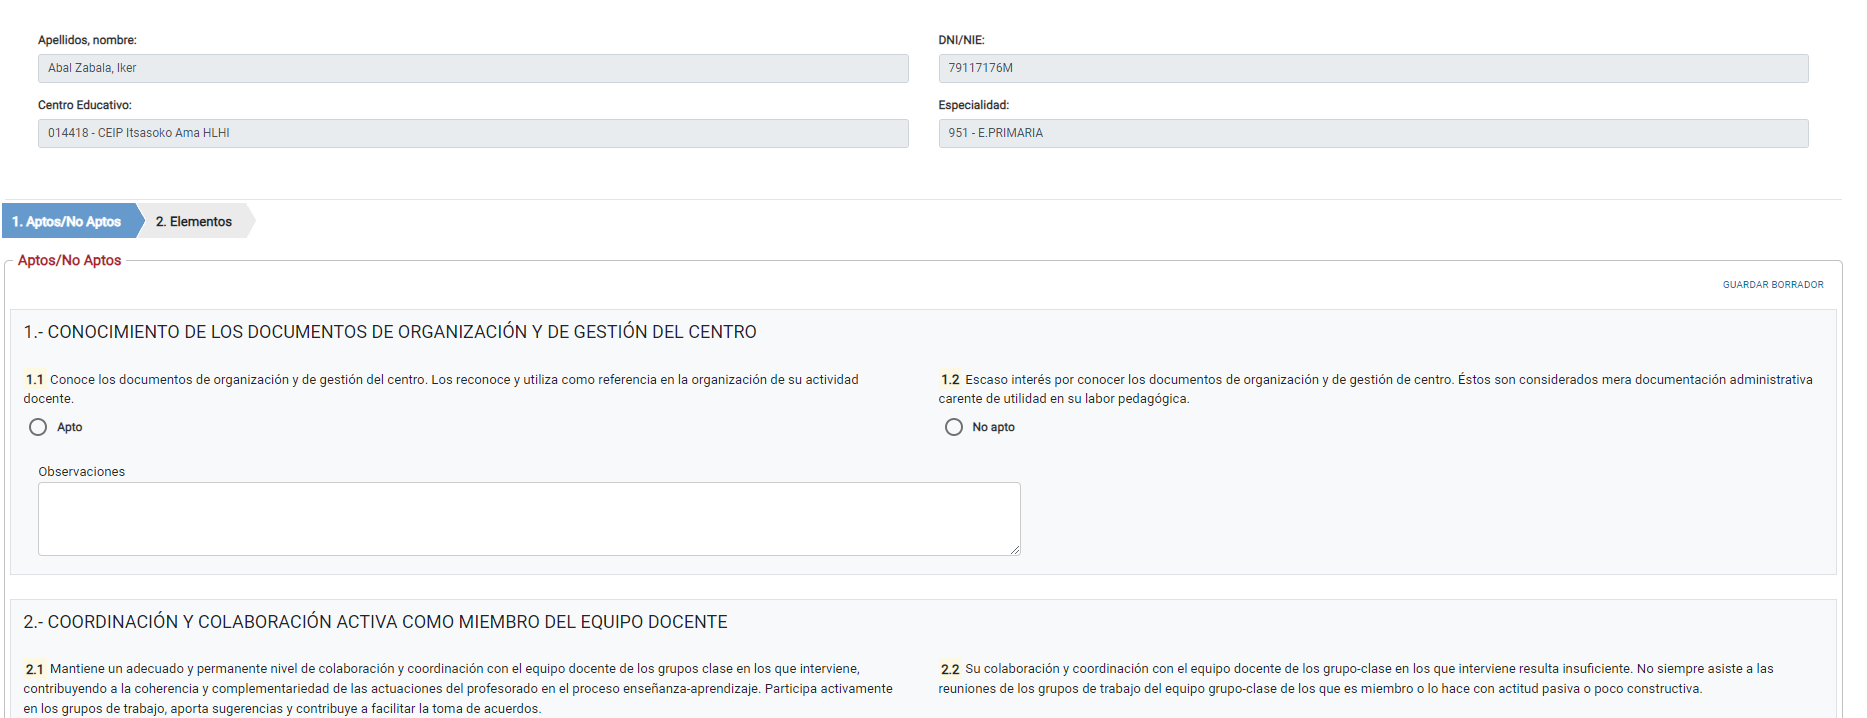 Apellidos, nombre:
Abal Zabala, Iker
DNI/NIE:
79117176M
Centro Educativo:
014418 - CEIP Itsasoko Ama HLHI
Especialidad:
951 - E.PRIMARIA
1. Aptos/No Aptos
2. Elementos
Aptos/No Aptos
GUARDAR BORRADOR
1.- CONOCIMIENTO DE LOS DOCUMENTOS DE ORGANIZACIÓN Y DE GESTIÓN DEL CENTRO
1.1 Conoce los documentos de organización y de gestión del centro. Los reconoce y utiliza como referencia en la organización de su actividad
docente.
Apto
1.2 Escaso interés por conocer los documentos de organización y de gestión de centro. Éstos son considerados mera documentación administrativa
carente de utilidad en su labor pedagógica.
No apto
Observaciones
2.- COORDINACIÓN Y COLABORACIÓN ACTIVA COMO MIEMBRO DEL EQUIPO DOCENTE
2.1 Mantiene un adecuado y permanente nivel de colaboración y coordinación con el equipo docente de los grupos clase en los que interviene,
contribuyendo a la coherencia y complementariedad de las actuaciones del profesorado en el proceso enseñanza-aprendizaje. Participa activamente
en los grupos de trabajo, aporta sugerencias y contribuye a facilitar la toma de acuerdos.
2.2 Su colaboración y coordinación con el equipo docente de los grupo-clase en los que interviene resulta insuficiente. No siempre asiste a las
reuniones de los grupos de trabajo del equipo grupo-clase de los que es miembro o lo hace con actitud pasiva o poco constructiva.